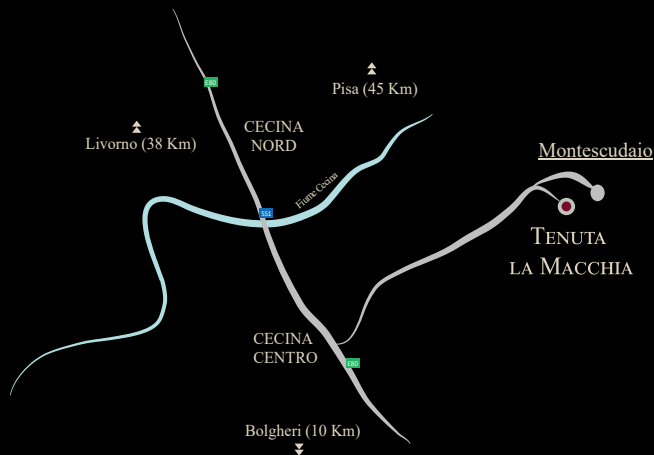 E80
Pisa (45 Km)
Livorno (38 Km)
CECINA
NORD
Montescudaio
Fiume Cecina
SS1
TENUTA
LA MACCHIA
CECINA
CENTRO
E80
Bolgheri (10 Km)